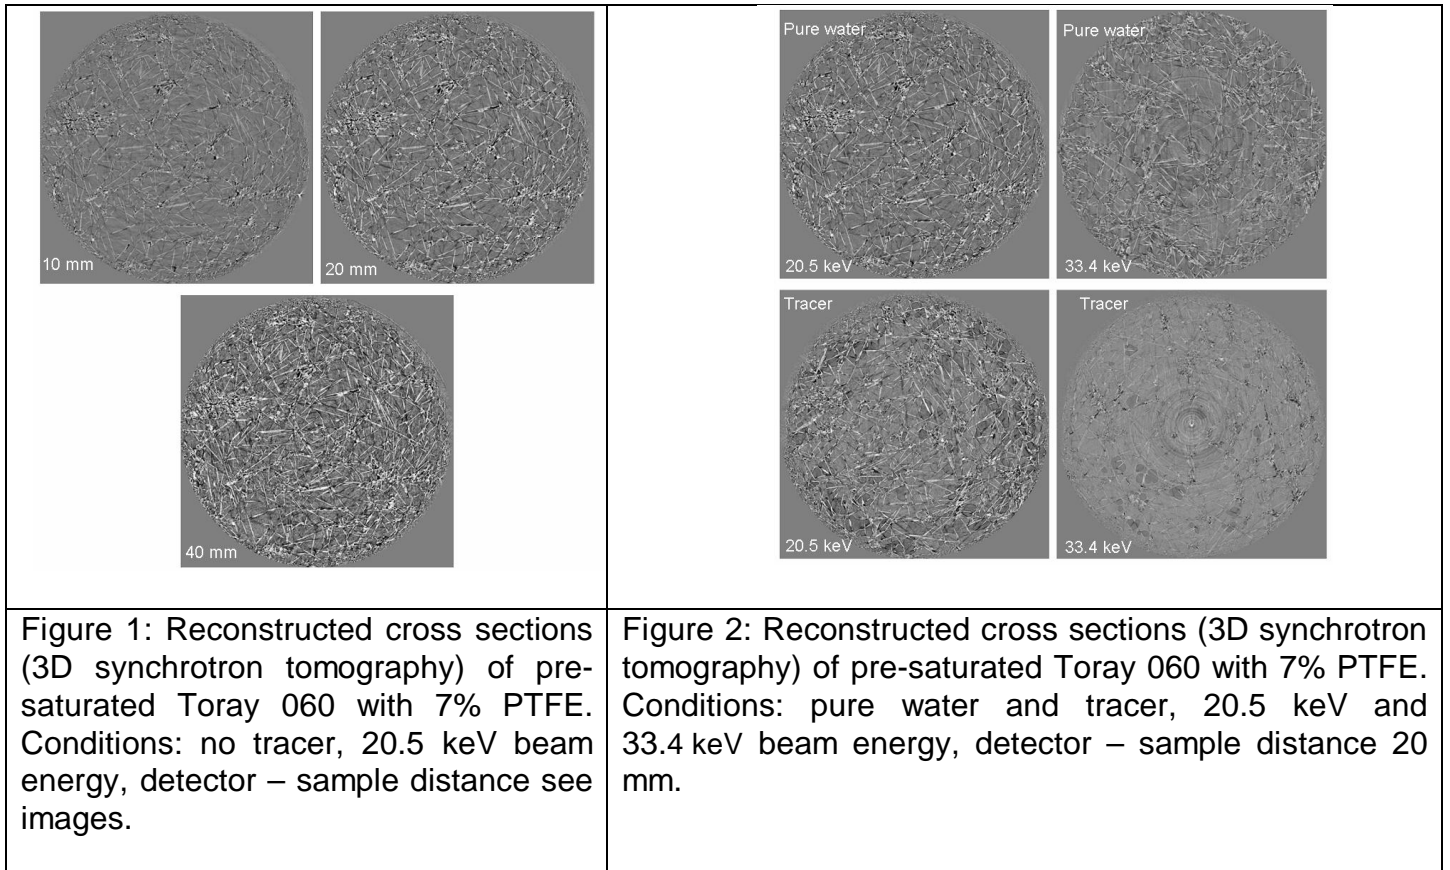 10 mm
20 mm
40 mm
Figure 1: Reconstructed cross sections
(3D synchrotron tomography) of pre-
saturated Toray 060 with 7% PTFE.
Conditions: no tracer, 20.5 keV beam
energy, detector – sample distance see
images.
Pure water
Pure water
20.5 keV
33.4 keV
Tracer
Tracer
20.5 keV
33.4 keV
Figure 2: Reconstructed cross sections (3D synchrotron
tomography) of pre-saturated Toray 060 with 7% PTFE.
Conditions: pure water and tracer, 20.5 keV and
33.4 keV beam energy, detector – sample distance 20
mm.